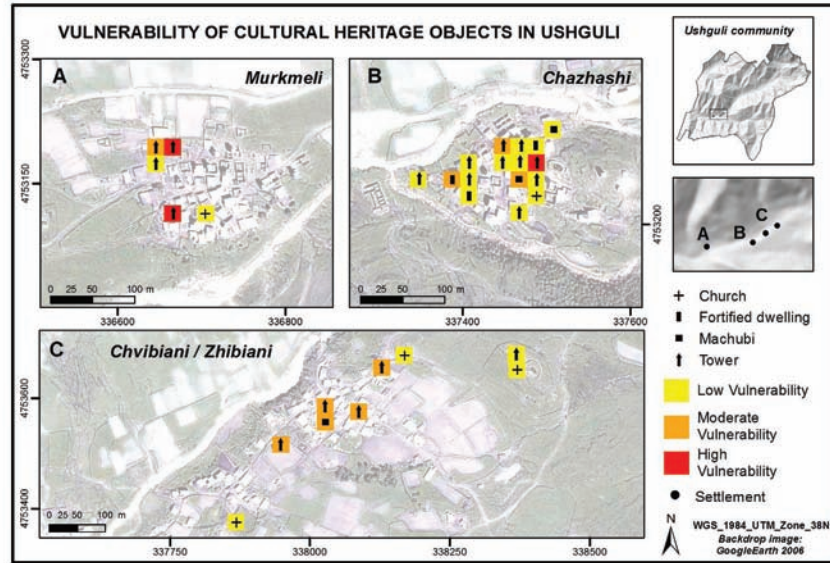 VULNERABILITY OF CULTURAL HERITAGE OBJECTS IN USHGULI
A
Murkmeli
4753300
4753150
0 25 50 100 m
336600
336800
B
Chazhashi
4753200
0 25 50 100 m
337400
337600
C
Chvibiani / Zhibiani
4753600
4753400
0 25 50 100 m
337750
338000
338250
338500
Ushguli community
A
B
C
Church
Fortified dwelling
Machubi
Tower
Low Vulnerability
Moderate
Vulnerability
High
Vulnerability
Settlement
N
WGS_1984_UTM_Zone_38N
Backdrop image:
GoogleEarth 2006